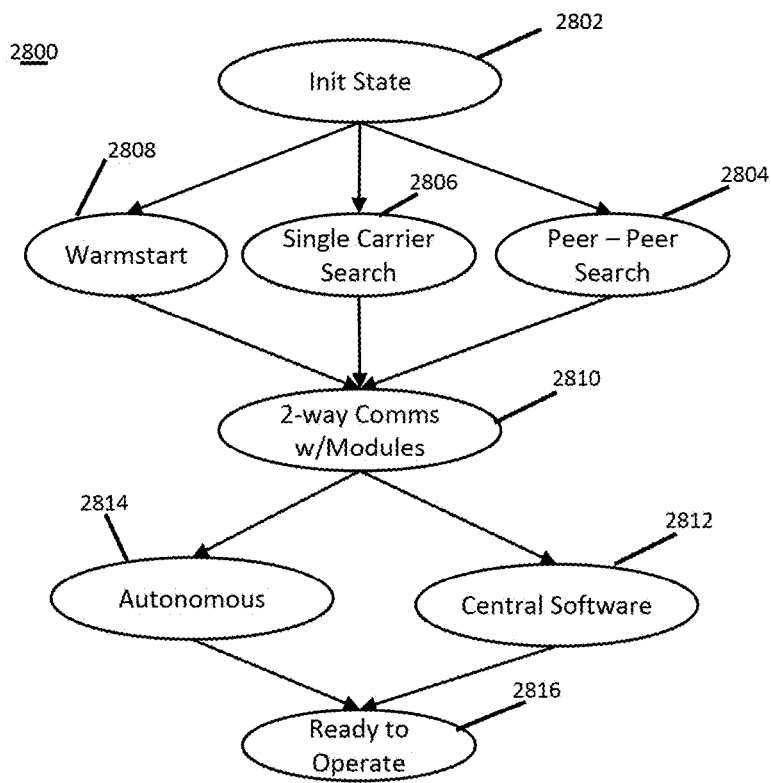 2802
2800
Init State
2808
2806
2804
Warmstart
Single Carrier
Search
Peer – Peer
Search
2810
2-way Comms
w/Modules
2814
2812
Autonomous
Central Software
2816
Ready to
Operate